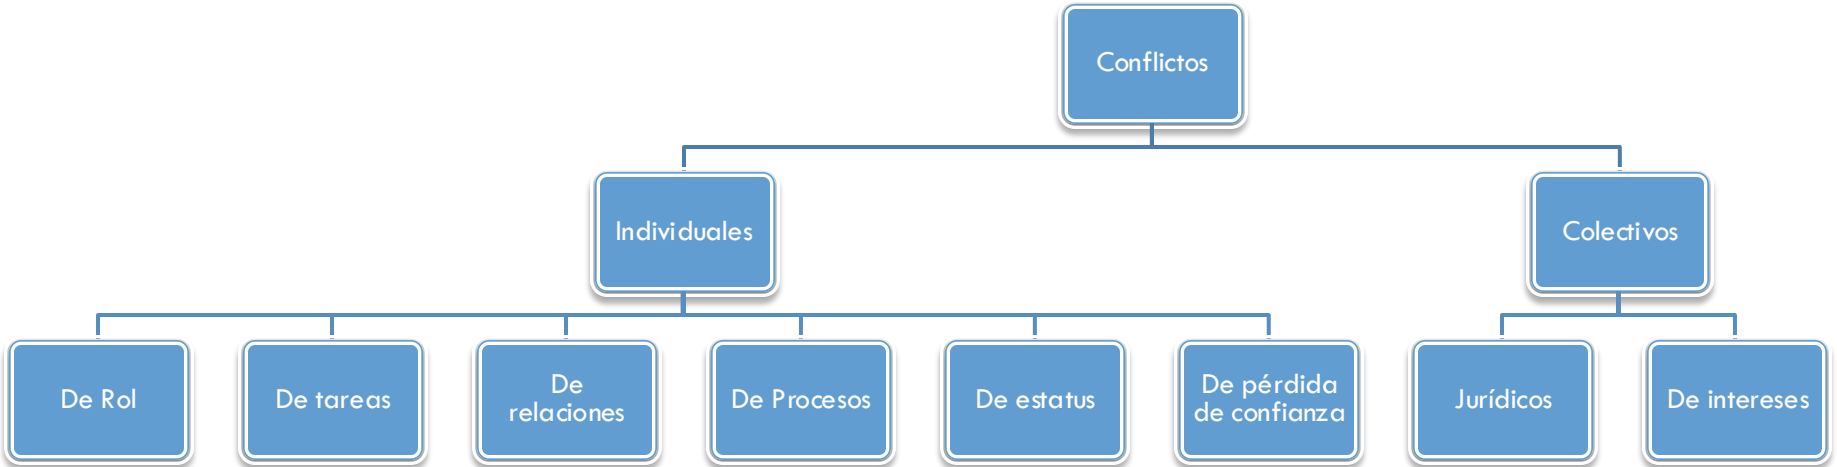 Conflictos
Individuales
Colectivos
De Rol
De tareas
De
relaciones
De Procesos
De estatus
De pérdida
de confianza
Jurídicos
De intereses